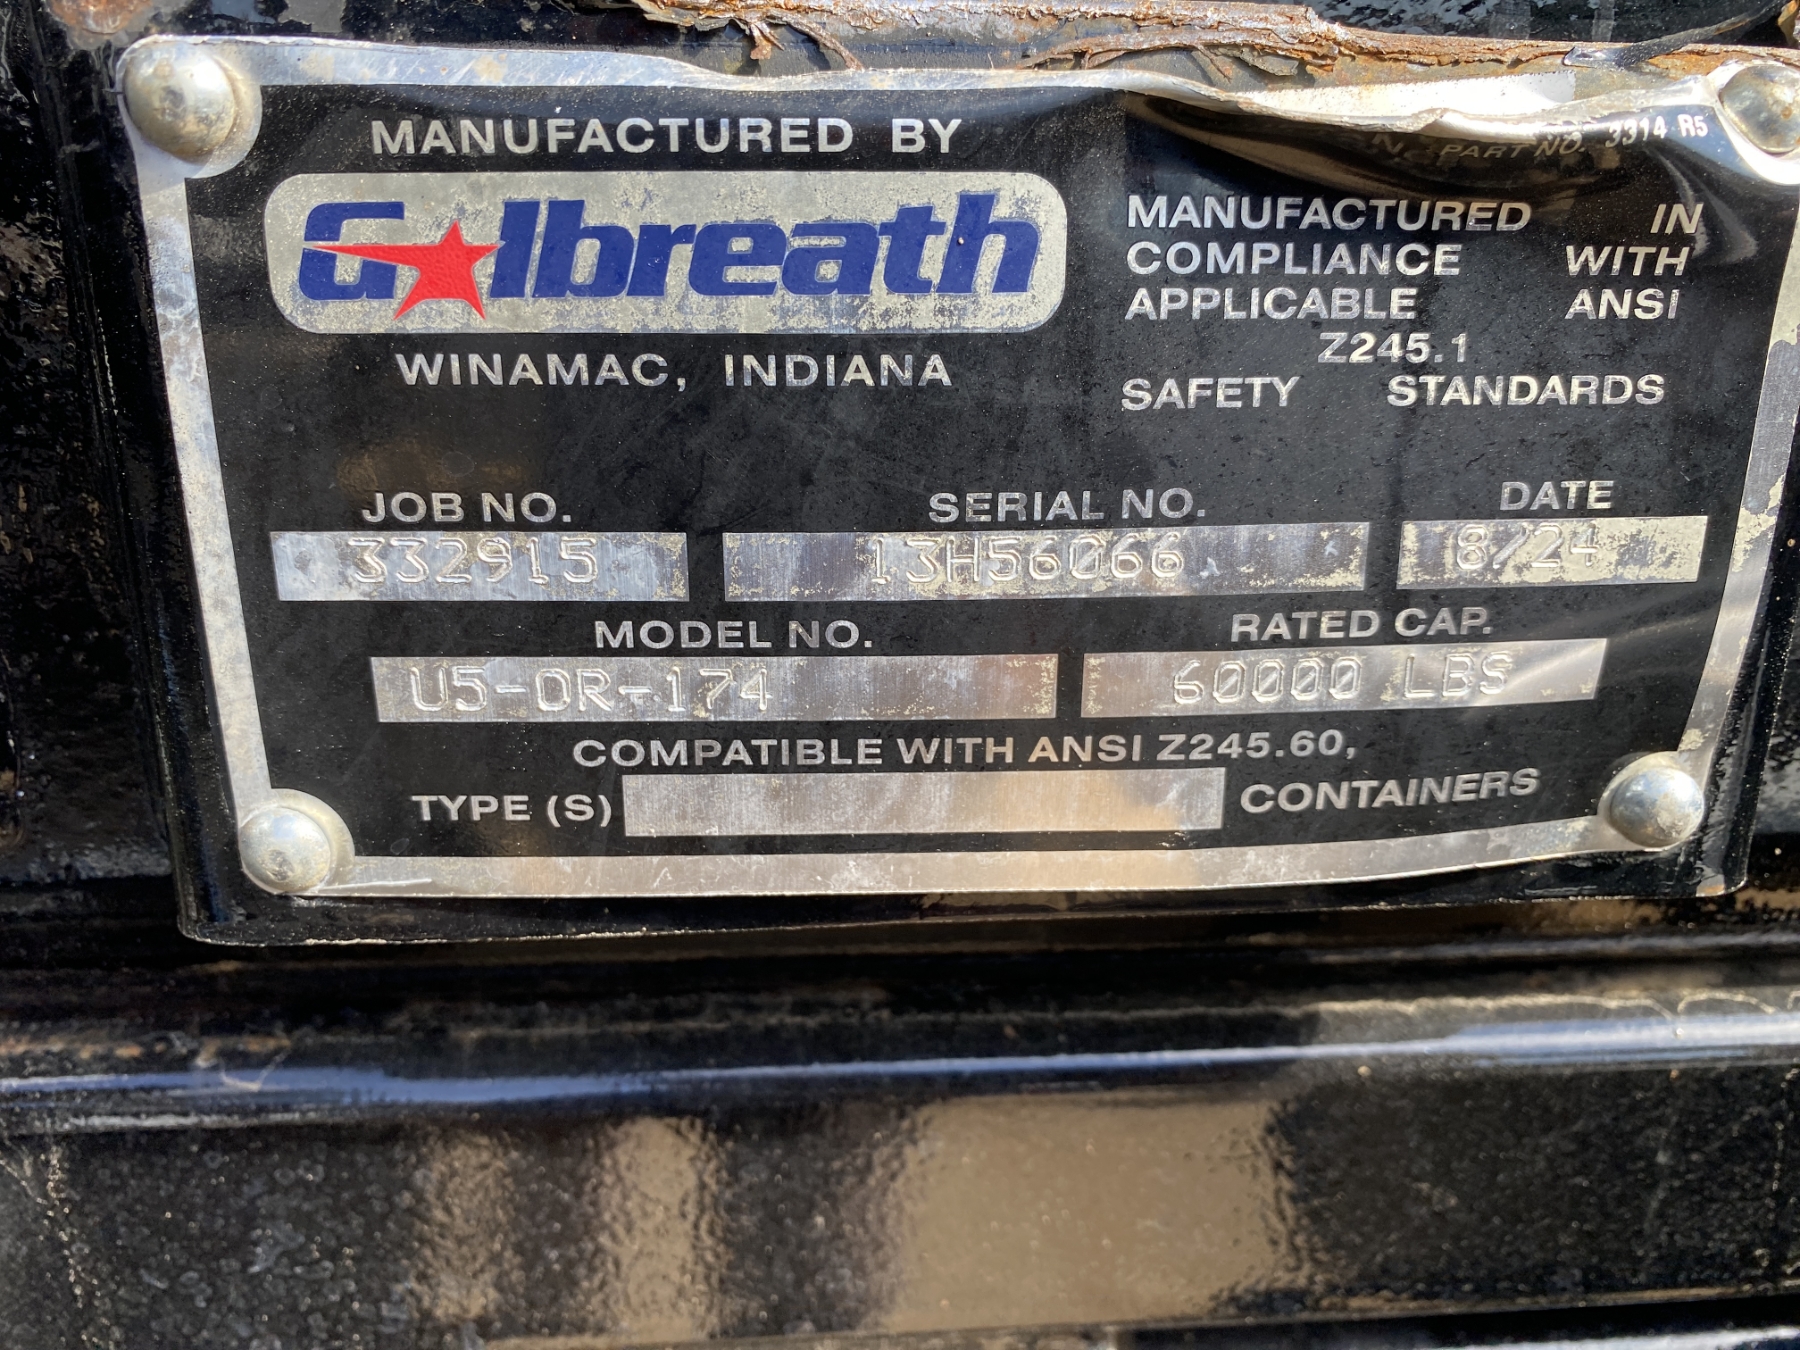 PART NO. 3314 R5
MANUFACTURED BY
Galbreath
WINAMAC, INDIANA
MANUFACTURED IN
COMPLIANCE WITH
APPLICABLE ANSI
Z245.1
SAFETY STANDARDS
JOB NO. SERIAL NO. DATE
332915 13H56066 8/24
MODEL NO. RATED CAP.
U5-OR-174 60000 LBS
COMPATIBLE WITH ANSI Z245.60,
TYPE (S) CONTAINERS